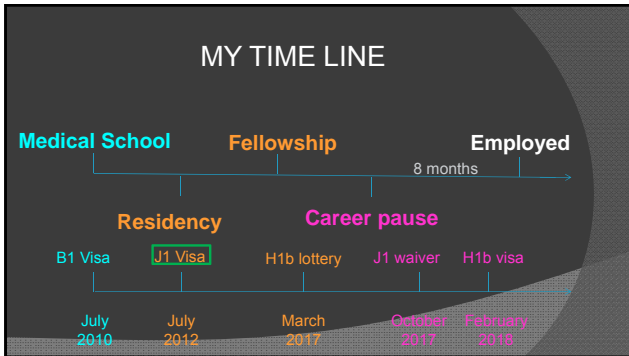 MY TIME LINE
Medical School Fellowship Employed
8 months
Residency Career pause
B1 Visa J1 Visa H1b lottery J1 waiver H1b visa
July July March October February
2010 2012 2017 2017 2018